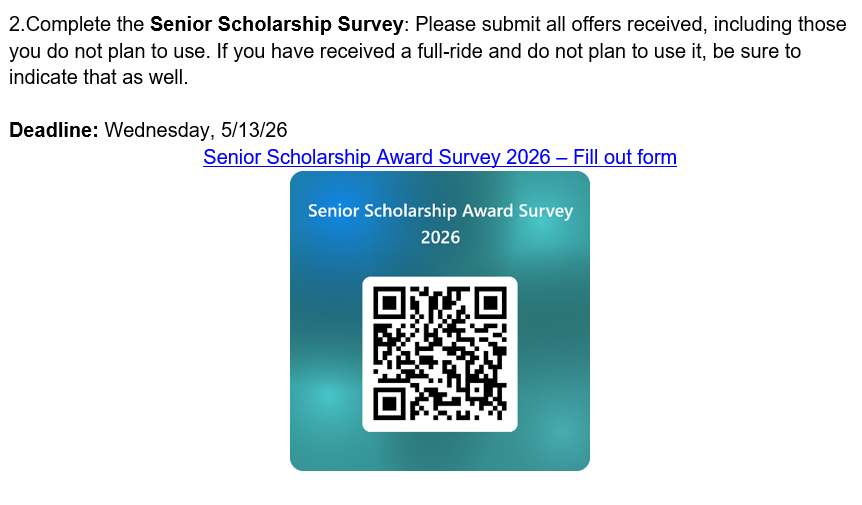 2.Complete the Senior Scholarship Survey: Please submit all offers received, including those
you do not plan to use. If you have received a full-ride and do not plan to use it, be sure to
indicate that as well.
Deadline: Wednesday, 5/13/26
Senior Scholarship Award Survey 2026 – Fill out form
Senior Scholarship Award Survey
2026